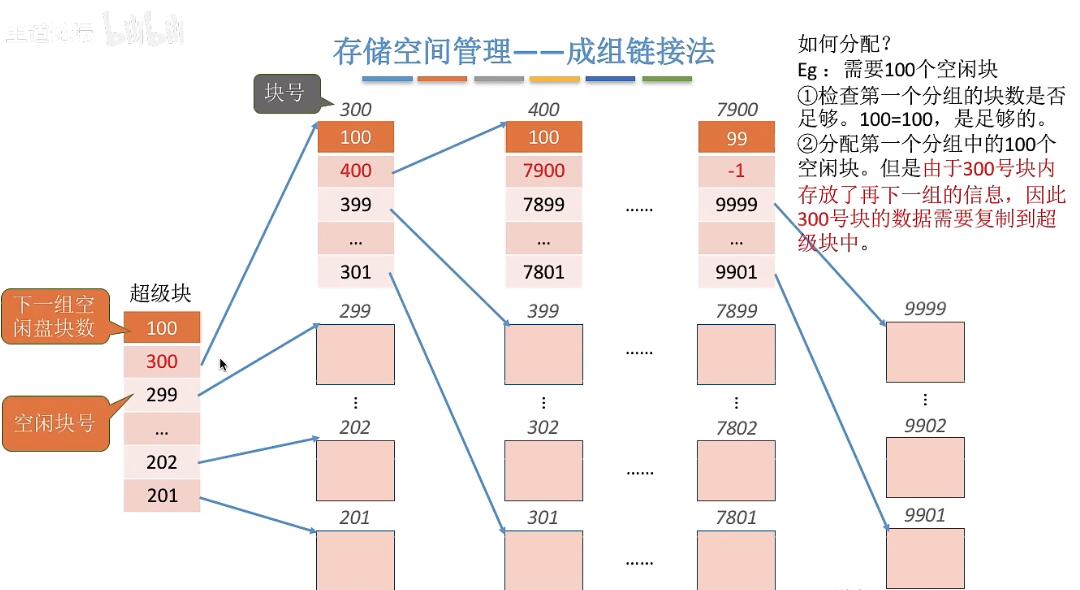 存储空间管理——成组链接法
如何分配？
Eg：需要100个空闲块
①检查第一个分组的块数是否
足够。100=100，是足够的。
②分配第一个分组中的100个
空闲块。但是由于300号块内
存放了再下一组的信息，因此
300号块的数据需要复制到超
级块中。
块号
300
400
7900
100
100
99
400
7900
-1
399
7899
......
9999
...
...
...
301
7801
9901
超级块
下一组空
闲盘块数
100
300
299
空闲块号
...
202
201
299
399
7899
9999
......
202
302
7802
9902
......
201
301
7801
9901
......